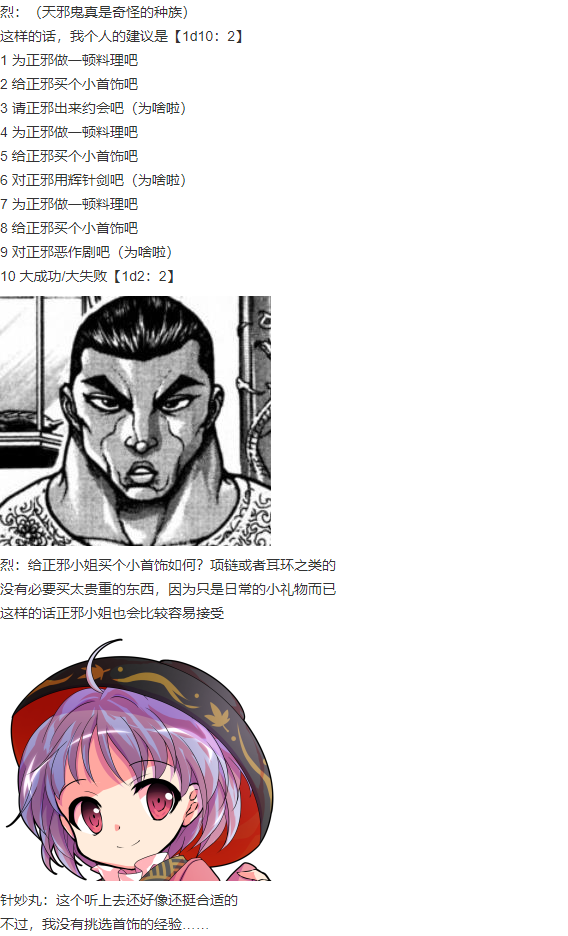 烈：（天邪鬼真是奇怪的种族）
这样的话，我个人的建议是【1d10：2】
1 为正邪做一顿料理吧
2 给正邪买个小首饰吧
3 请正邪出来约会吧（为啥啦）
4 为正邪做一顿料理吧
5 给正邪买个小首饰吧
6 对正邪用辉针剑吧（为啥啦）
7 为正邪做一顿料理吧
8 给正邪买个小首饰吧
9 对正邪恶作剧吧（为啥啦）
10 大成功/大失败【1d2：2】
烈：给正邪小姐买个小首饰如何？项链或者耳环之类的
没有必要买太贵重的东西，因为只是日常的小礼物而已
这样的话正邪小姐也会比较容易接受
针妙丸：这个听上去还好像还挺合适的
不过，我没有挑选首饰的经验……